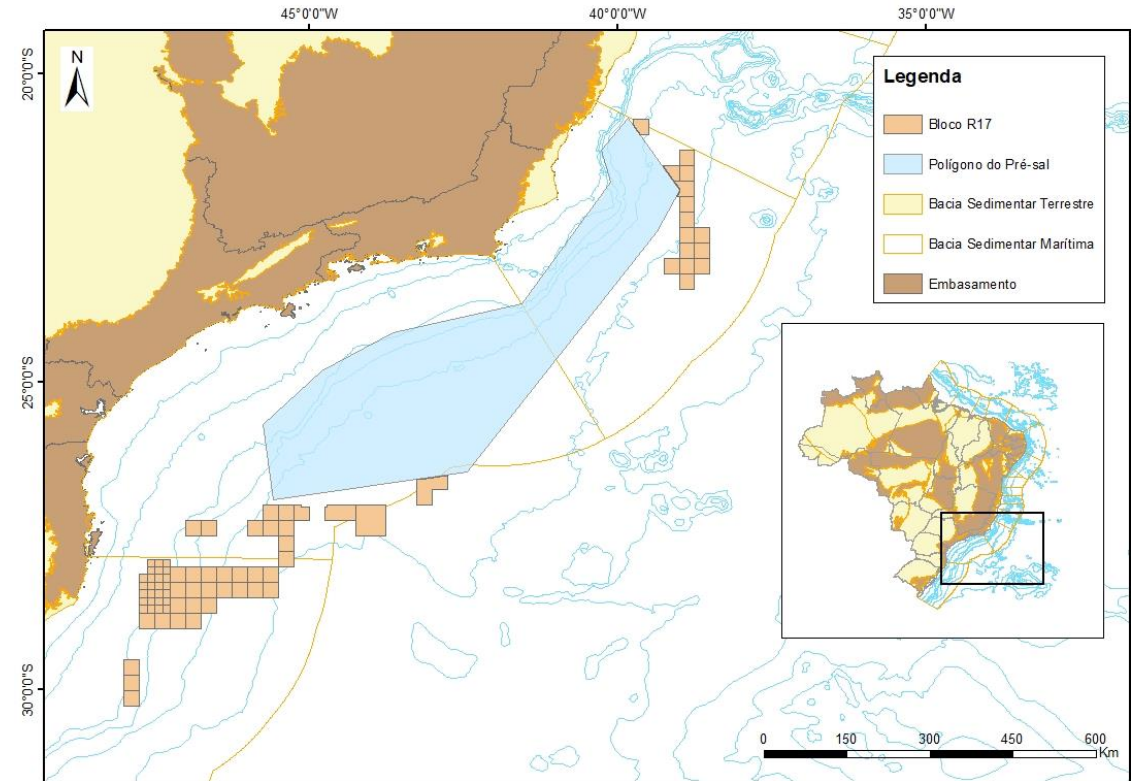 45°0'0"W
40°0'0"W
35°0'0"W
20°0'0"S
25°0'0"S
30°0'0"S
N
Legenda
Bloco R17
Polígono do Pré-sal
Bacia Sedimentar Terrestre
Bacia Sedimentar Marítima
Embasamento
0 150 300 450 600
Km